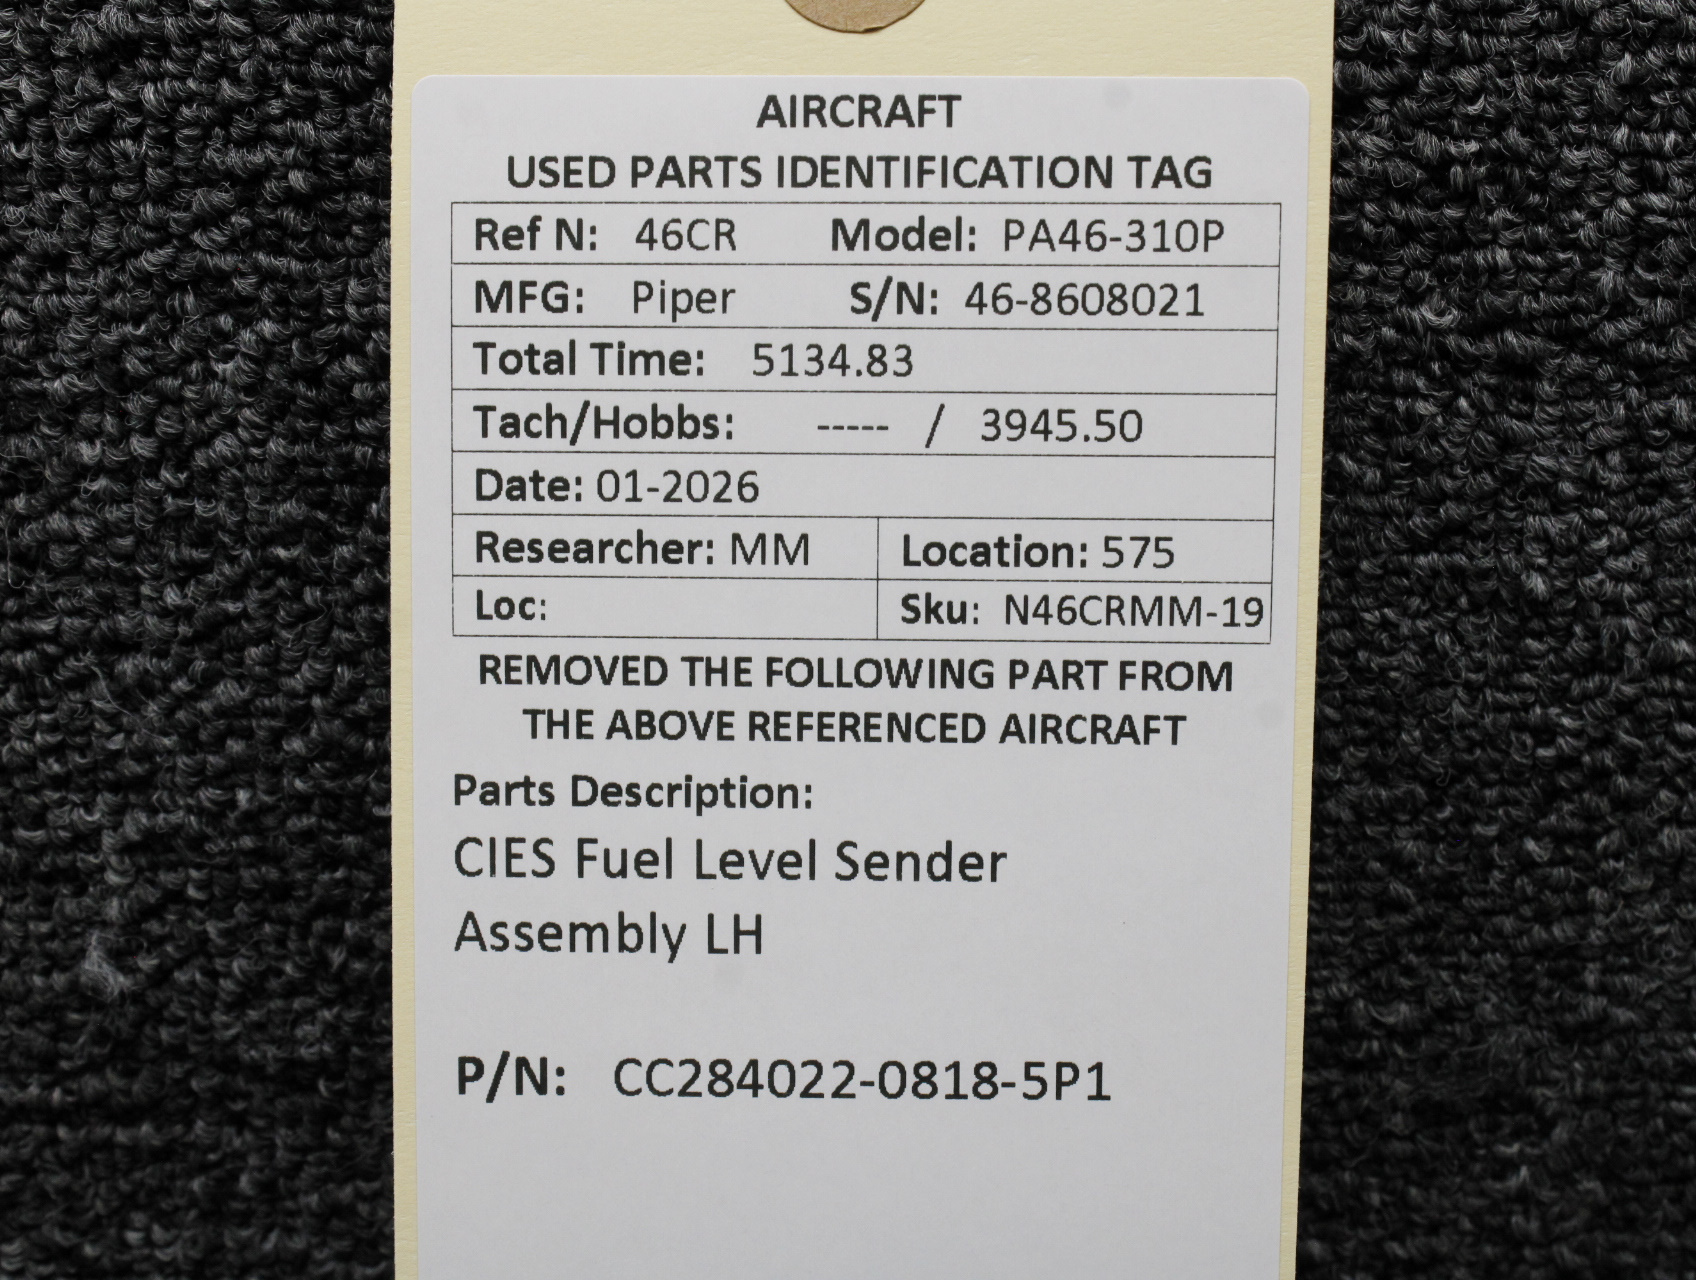 AIRCRAFT
USED PARTS IDENTIFICATION TAG
Ref N: 46CR Model: PA46-310P
MFG: Piper S/N: 46-8608021
Total Time: 5134.83
Tach/Hobbs: ----- / 3945.50
Date: 01-2026
Researcher: MM Location: 575
Loc: Sku: N46CRMM-19
REMOVED THE FOLLOWING PART FROM
THE ABOVE REFERENCED AIRCRAFT
Parts Description:
CIES Fuel Level Sender
Assembly LH
P/N: CC284022-0818-5P1